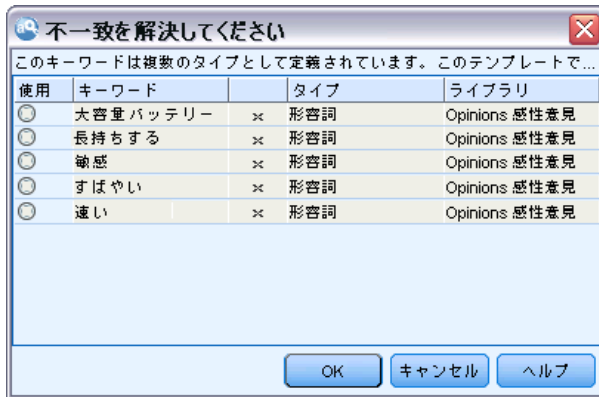 不一致を解決してください
このキーワードは複数のタイプとして定義されています。このテンプレートで...
使用 キーワード タイプ ライブラリ
大容量バッテリー × 形容詞 Opinions 感性意見
長持ちする × 形容詞 Opinions 感性意見
敏感 × 形容詞 Opinions 感性意見
すばやい × 形容詞 Opinions 感性意見
速い × 形容詞 Opinions 感性意見
OK キャンセル ヘルプ